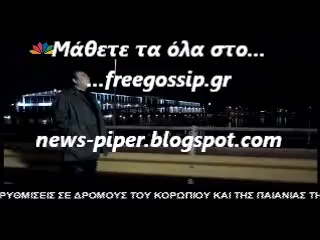 Μάθετε τα όλα στο...
...freegossip.gr
news-piper.blogspot.com
ΡΥΘΜΙΣΕΙΣ ΣΕ ΔΡΟΜΟΥΣ ΤΟΥ ΚΟΡΩΠΙΟΥ ΚΑΙ ΤΗΣ ΠΑΙΑΝΙΑΣ ΤΗ